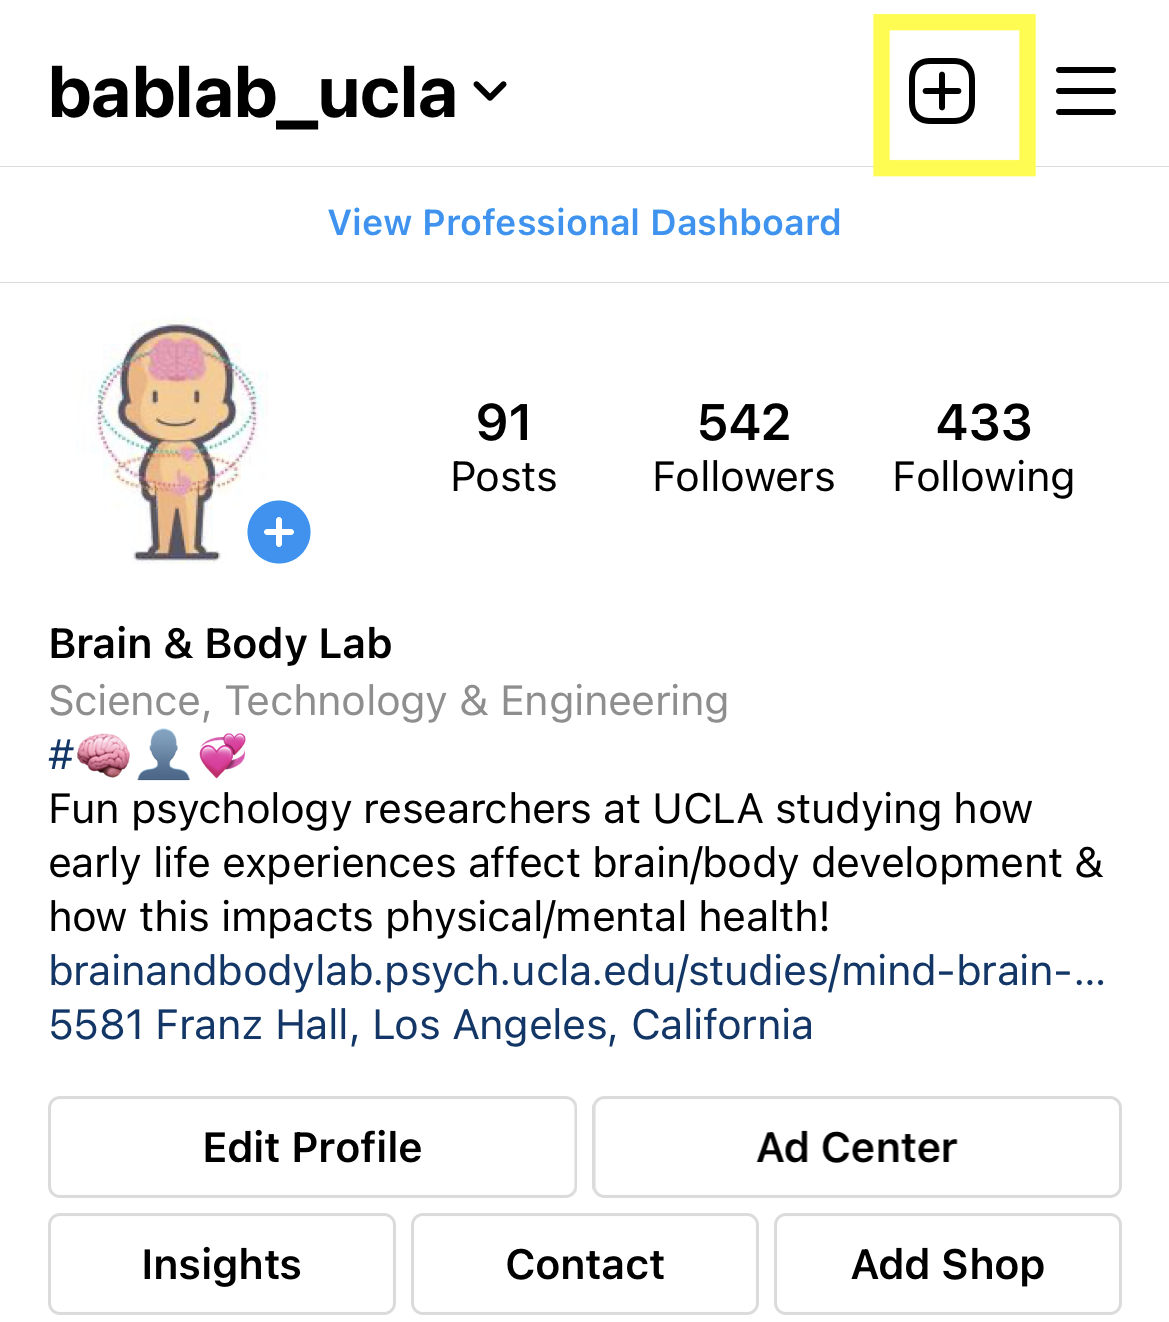 bablab_ucla
View Professional Dashboard
91 542 433
Posts Followers Following
Brain & Body Lab
Science, Technology & Engineering
#🧠👤💞
Fun psychology researchers at UCLA studying how
early life experiences affect brain/body development &
how this impacts physical/mental health!
brainandbodylab.psych.ucla.edu/studies/mind-brain-...
5581 Franz Hall, Los Angeles, California
Edit Profile Ad Center
Insights Contact Add Shop